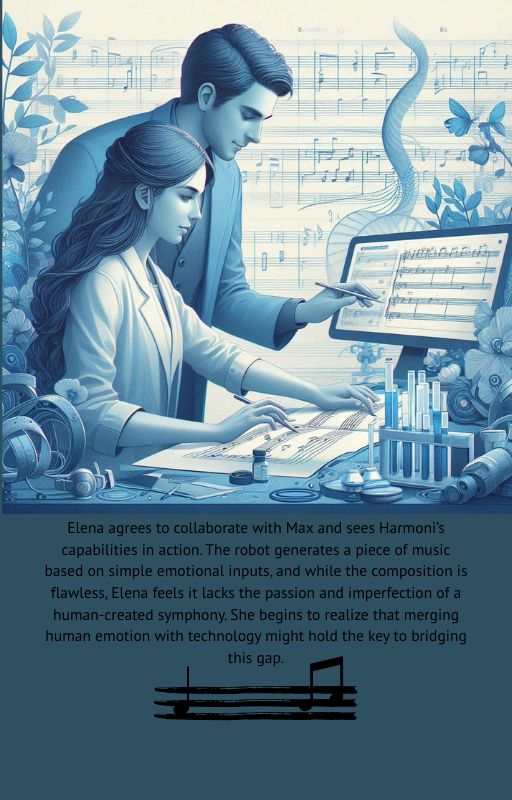 Elena agrees to collaborate with Max and sees Harmoni's
capabilities in action. The robot generates a piece of music
based on simple emotional inputs, and while the composition is
flawless, Elena feels it lacks the passion and imperfection of a
human-created symphony. She begins to realize that merging
human emotion with technology might hold the key to bridging
this gap.